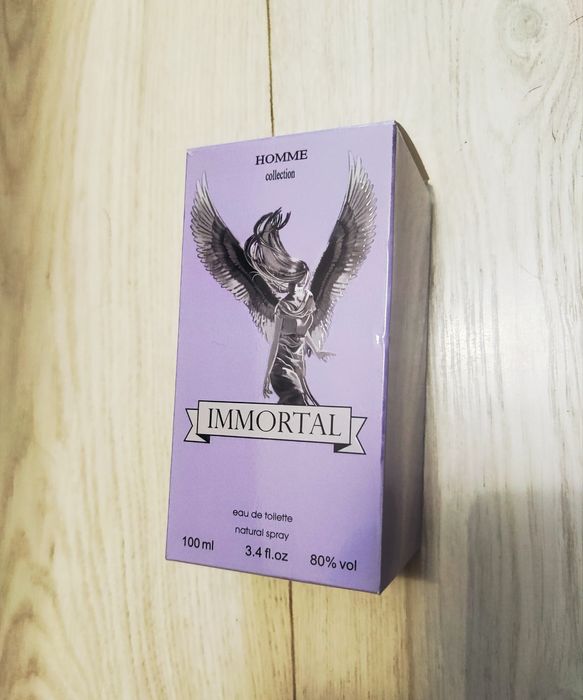 HOMME
collection
IMMORTAL
eau de toilette
natural spray
100 ml 3.4 fl.oz 80% vol